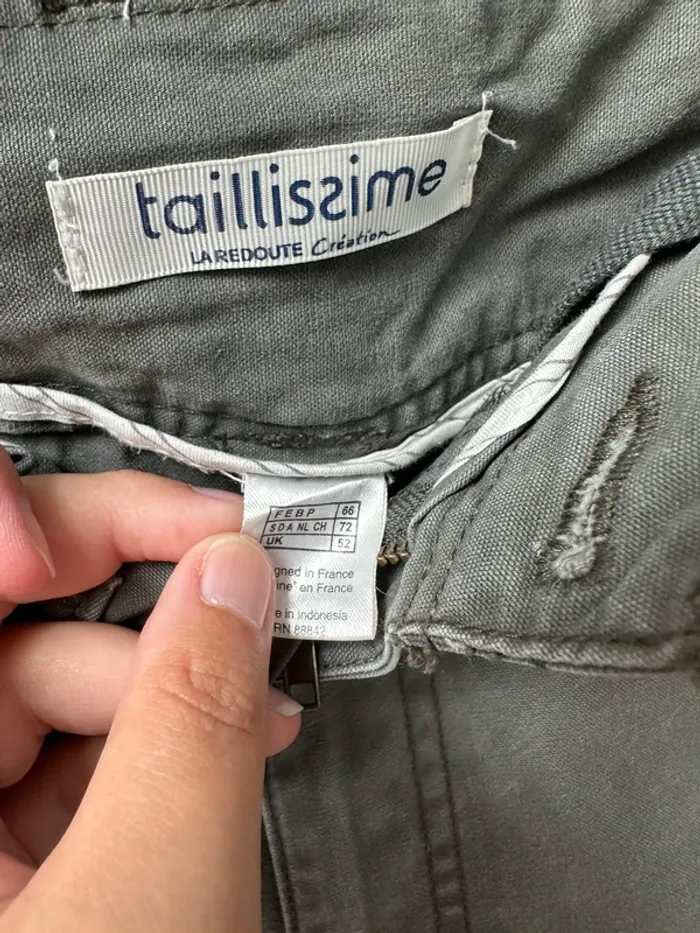 taillissime
LA REDOUTE Création
F E B P 66
S D A NL CH 72
UK 52
gned in France
iné" en France
e in Indonesia
RN 88842